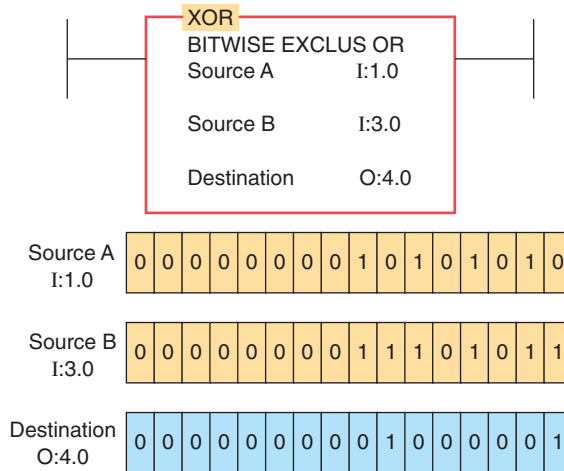 XOR
BITWISE EXCLUS OR
Source A I:1.0
Source B I:3.0
Destination O:4.0
Source A
I:1.0
0 0 0 0 0 0 0 0 1 0 1 0 1 0 1 0
Source B
I:3.0
0 0 0 0 0 0 0 0 1 1 1 0 1 0 1 1
Destination
O:4.0
0 0 0 0 0 0 0 0 0 1 0 0 0 0 0 1